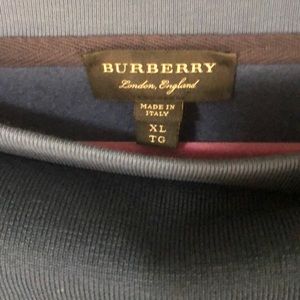 BURBERRY
London, England
MADE IN
ITALY
XL
TG